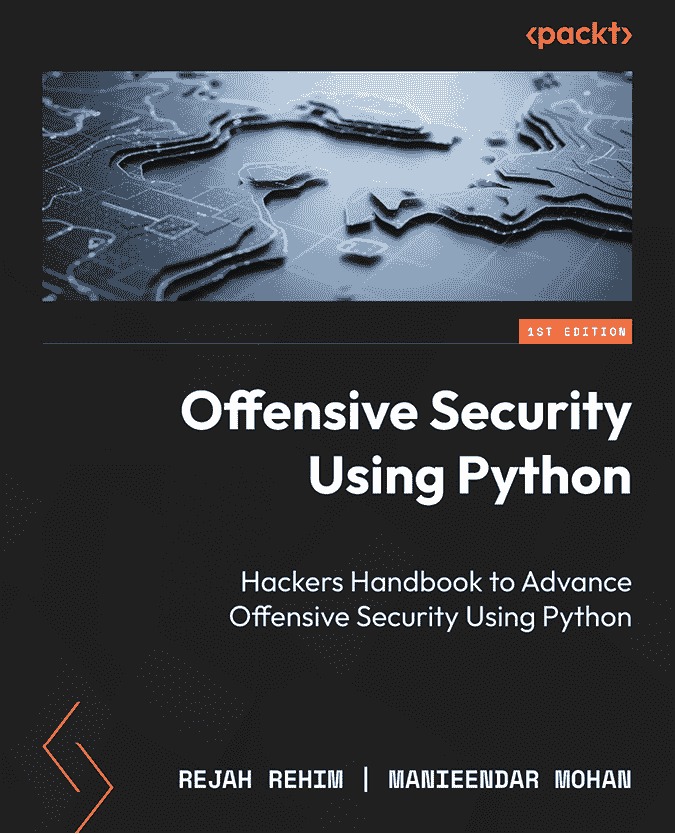 <packt>
1ST EDITION
Offensive Security
Using Python
Hackers Handbook to Advance
Offensive Security Using Python
REJAH REHIM | MANIEENDAR MOHAN